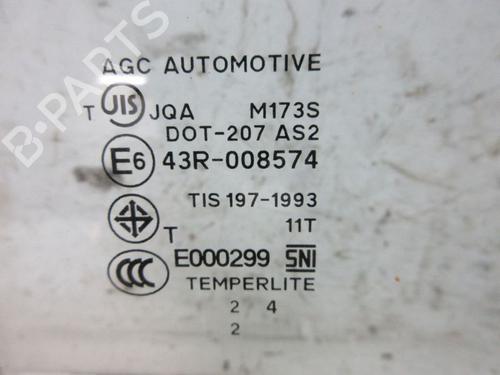 AGC AUTOMOTIVE
T JIS JQA M173S
DOT-207 AS2
E6 43R-008574
TIS 197-1993
T 11T
CCC E000299 SNI
TEMPERLITE
2 4
2
B-PARTS